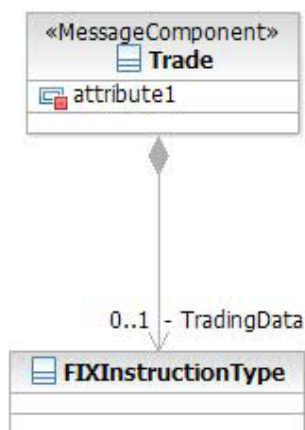 «MessageComponent»
Trade
attribute1
0..1 - TradingData
FIXInstructionType